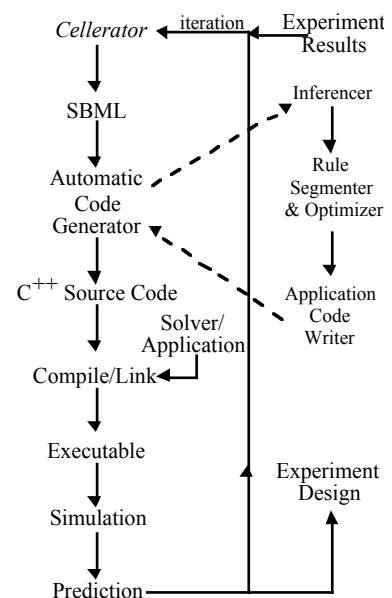 Cellerator
iteration
Experiment
Results
SBML
Inferencer
Automatic
Code
Generator
Rule
Segmenter
& Optimizer
C++ Source Code
Application
Code
Writer
Solver/
Application
Compile/Link
Executable
Experiment
Design
Simulation
Prediction